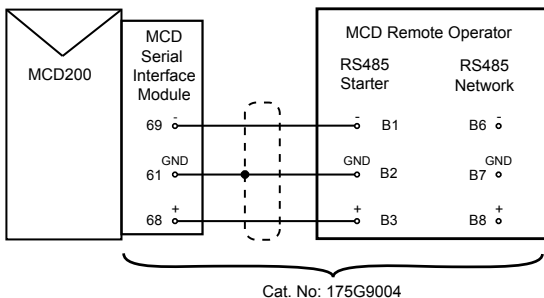 MCD200
MCD
Serial
Interface
Module
MCD Remote Operator
RS485
Starter
RS485
Network
69 -
- B1
B6 -
61 GND
GND B2
B7 GND
68 +
+ B3
B8 +
Cat. No: 175G9004